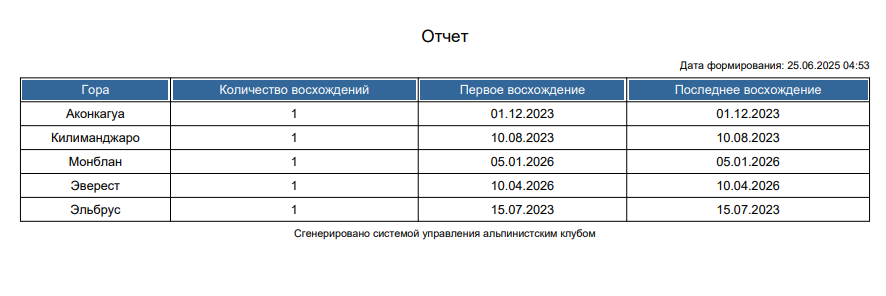 Отчет
Дата формирования: 25.06.2025 04:53
Гора Количество восхождений Первое восхождение Последнее восхождение
Аконкагуа 1 01.12.2023 01.12.2023
Килиманджаро 1 10.08.2023 10.08.2023
Монблан 1 05.01.2026 05.01.2026
Эверест 1 10.04.2026 10.04.2026
Эльбрус 1 15.07.2023 15.07.2023
Сгенерировано системой управления альпинистским клубом